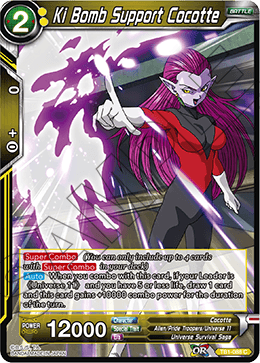 2
Ki Bomb Support Cocotte
BATTLE
0
+
0
Super Combo (You can only include up to 4 cards
with Super Combo in your deck)
Auto When you combo with this card, if your Leader is
《Universe 11》 and you have 5 or less life, draw 1 card
and this card gains +10000 combo power for the duration
of the turn.
POWER
12000
Character
Cocotte
Special Trait
Alien/Pride Troopers/Universe 11
Era
Universe Survival Saga